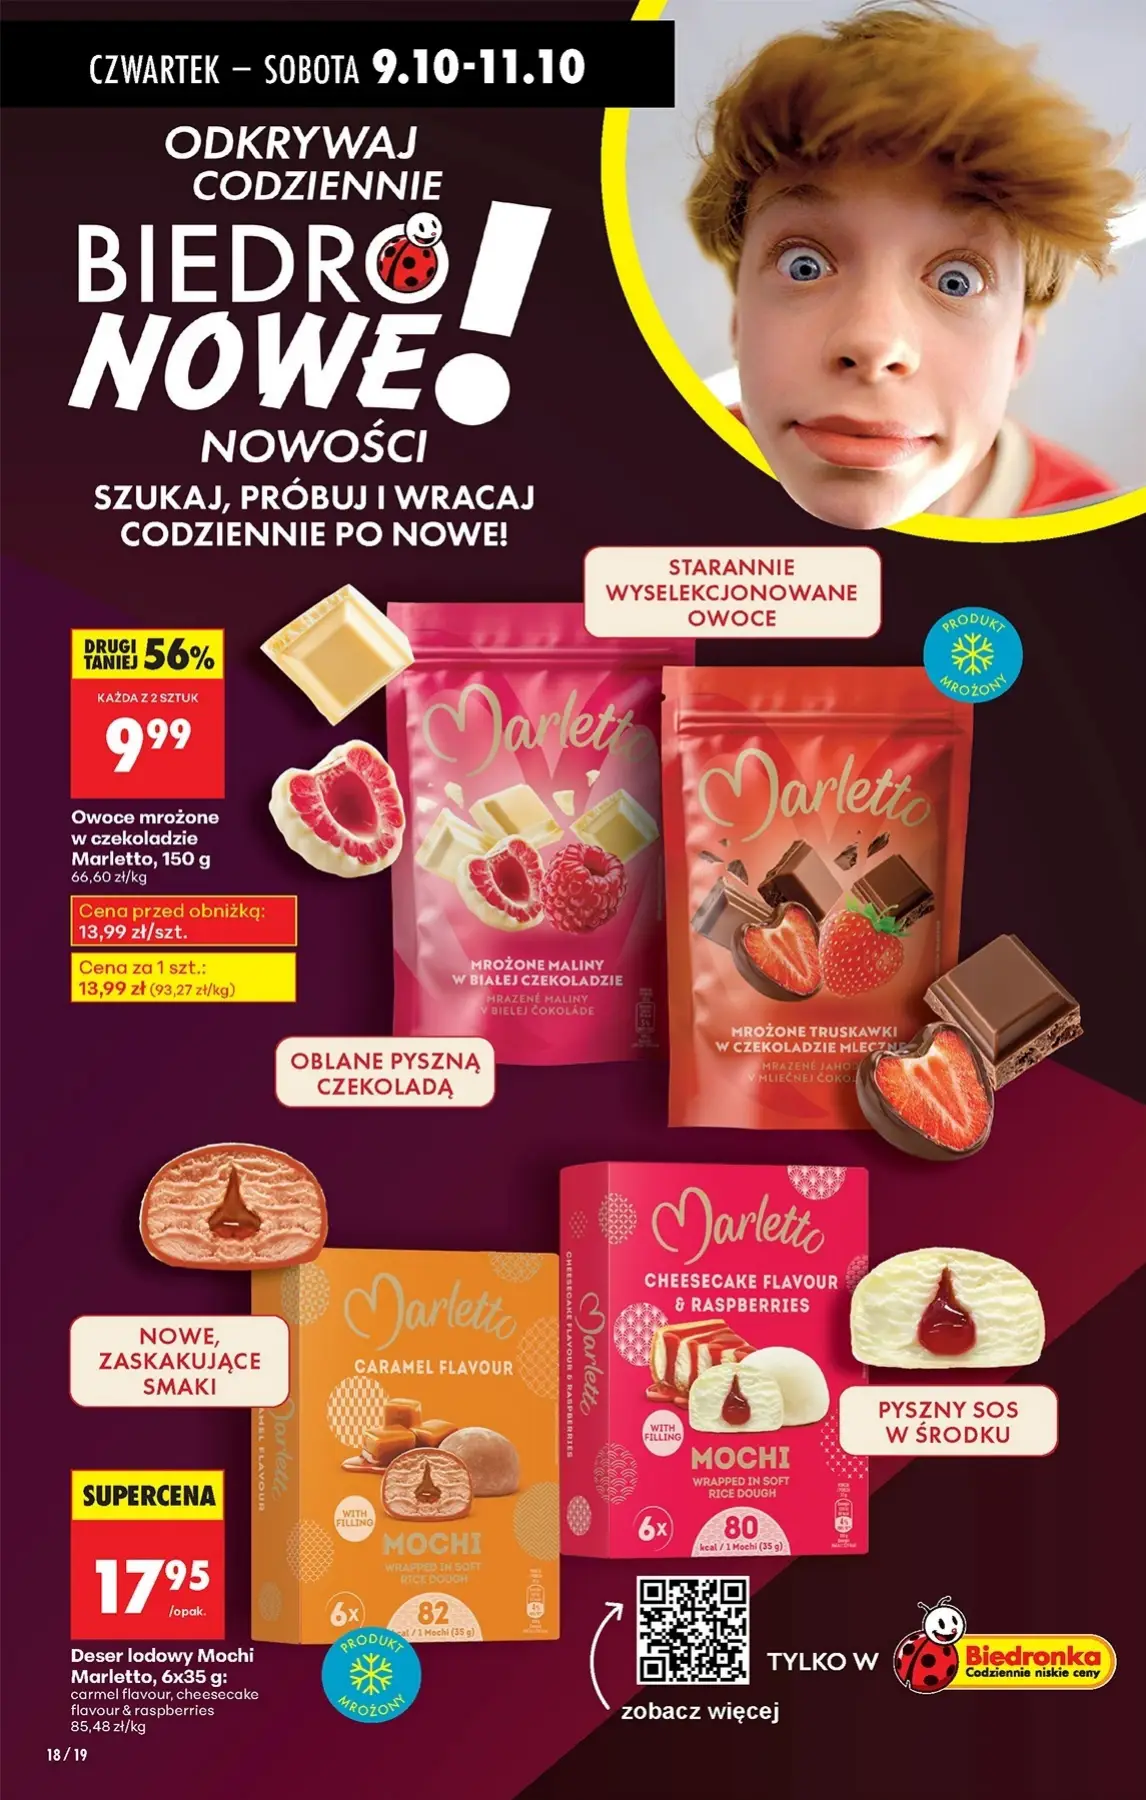 CZWARTEK – SOBOTA 9.10-11.10
ODKRYWAJ
CODZIENNIE
BIEDRO
NOWE!
NOWOŚCI
SZUKAJ, PRÓBUJ I WRACAJ
CODZIENNIE PO NOWE!
STARANNIE
WYSELEKCJONOWANE
OWOCE
PRODUKT
MROŻONY
DRUGI
TANIEJ 56%
KAŻDA Z 2 SZTUK
9 99
Owoce mrożone
w czekoladzie
Marletto, 150 g
66,60 zł/kg
Cena przed obniżką:
13,99 zł/szt.
Cena za 1 szt.:
13,99 zł (93,27 zł/kg)
Marletto
MROŻONE MALINY
W BIAŁEJ CZEKOLADZIE
MRAZENÉ MALINY
V BIELEJ ČOKOLÁDE
Marletto
MROŻONE TRUSKAWKI
W CZEKOLADZIE MLECZNE
MRAZENÉ JAHO
V MLIEČNEJ ČOKO
OBLANE PYSZNĄ
CZEKOLADĄ
NOWE,
ZASKAKUJĄCE
SMAKI
Marletto
CARAMEL FLAVOUR
WITH
FILLING
MOCHI
WRAPPED IN SOFT
RICE DOUGH
6x
82
kcal / 1 Mochi (35 g)
Marletto
CHEESECAKE FLAVOUR
& RASPBERRIES
CHEESECAKE FLAVOUR & RASPBERRIES
Marletto
WITH
FILLING
MOCHI
WRAPPED IN SOFT
RICE DOUGH
6x
80
kcal / 1 Mochi (35 g)
PYSZNY SOS
W ŚRODKU
SUPERCENA
17 95
/opak.
Deser lodowy Mochi
Marletto, 6x35 g:
carmel flavour, cheesecake
flavour & raspberries
85,48 zł/kg
PRODUKT
MROŻONY
zobacz więcej
TYLKO W
Biedronka
Codziennie niskie ceny
18 / 19